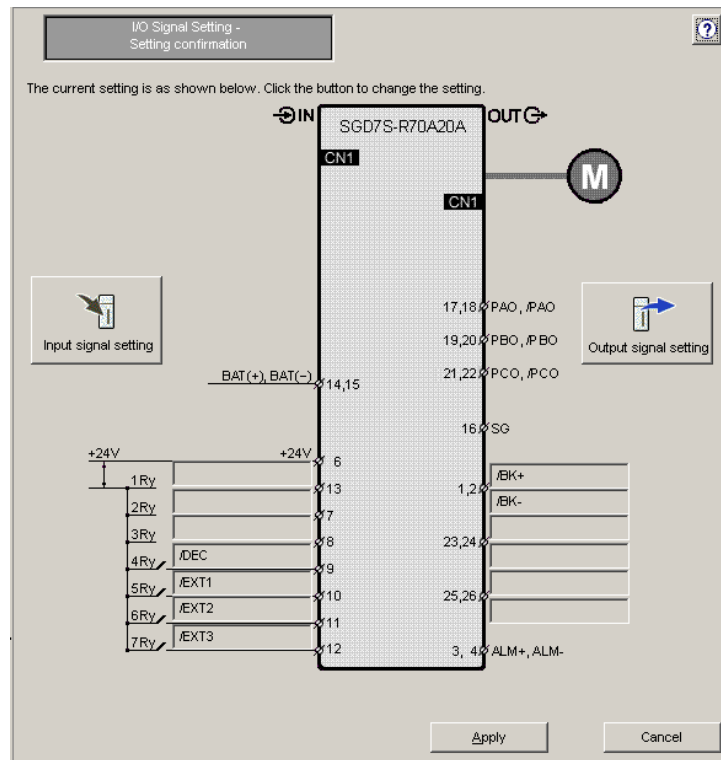 I/O Signal Setting -
Setting confirmation
The current setting is as shown below. Click the button to change the setting.
IN
SGD7S-R70A20A
OUT
CN1
M
CN1
Input signal setting
Output signal setting
17,18 PAO, /PAO
19,20 PBO, /PBO
21,22 PCO, /PCO
BAT(+), BAT(-) 14,15
16 SG
+24V +24V 6
1Ry 13
2Ry 7
3Ry 8
4Ry /DEC 9
5Ry /EXT1 10
6Ry /EXT2 11
7Ry /EXT3 12
1,2 /BK+
/BK-
23,24
25,26
3, 4 ALM+, ALM-
Apply
Cancel